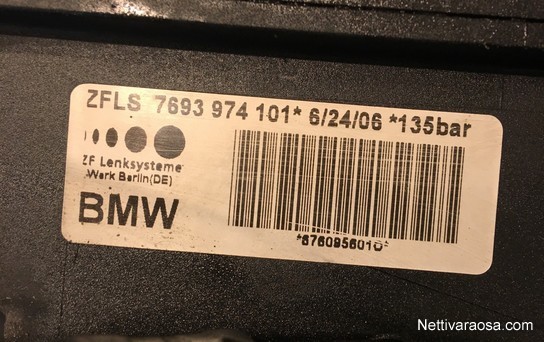 ZFLS 7693 974 101* 6/24/06 *135bar
ZF Lenksysteme
Werk Berlin(DE)
BMW
*6760956010*
Nettivaraosa.com